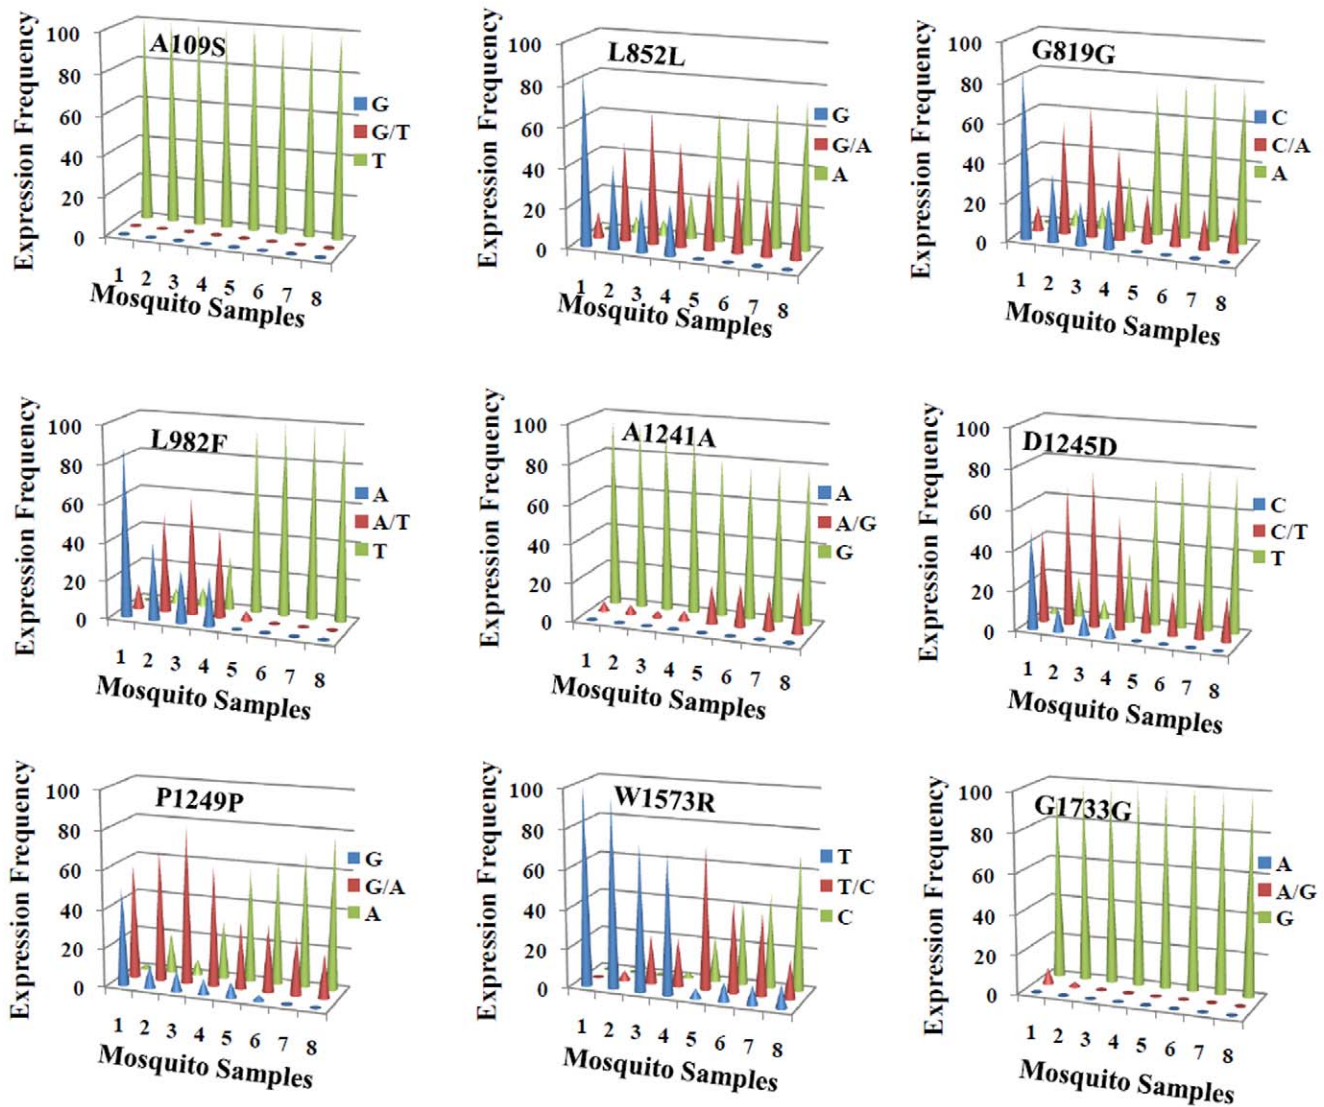 A109S
Expression Frequency
100
80
60
40
20
0
G
G/T
T
1 2 3 4 5 6 7 8
Mosquito Samples
L852L
Expression Frequency
100
80
60
40
20
0
G
G/A
A
1 2 3 4 5 6 7 8
Mosquito Samples
G819G
Expression Frequency
100
80
60
40
20
0
C
C/A
A
1 2 3 4 5 6 7 8
Mosquito Samples
L982F
Expression Frequency
100
80
60
40
20
0
A
A/T
T
1 2 3 4 5 6 7 8
Mosquito Samples
A1241A
Expression Frequency
100
80
60
40
20
0
A
A/G
G
1 2 3 4 5 6 7 8
Mosquito Samples
D1245D
Expression Frequency
100
80
60
40
20
0
C
C/T
T
1 2 3 4 5 6 7 8
Mosquito Samples
P1249P
Expression Frequency
100
80
60
40
20
0
G
G/A
A
1 2 3 4 5 6 7 8
Mosquito Samples
W1573R
Expression Frequency
100
80
60
40
20
0
T
T/C
C
1 2 3 4 5 6 7 8
Mosquito Samples
G1733G
Expression Frequency
100
80
60
40
20
0
A
A/G
G
1 2 3 4 5 6 7 8
Mosquito Samples